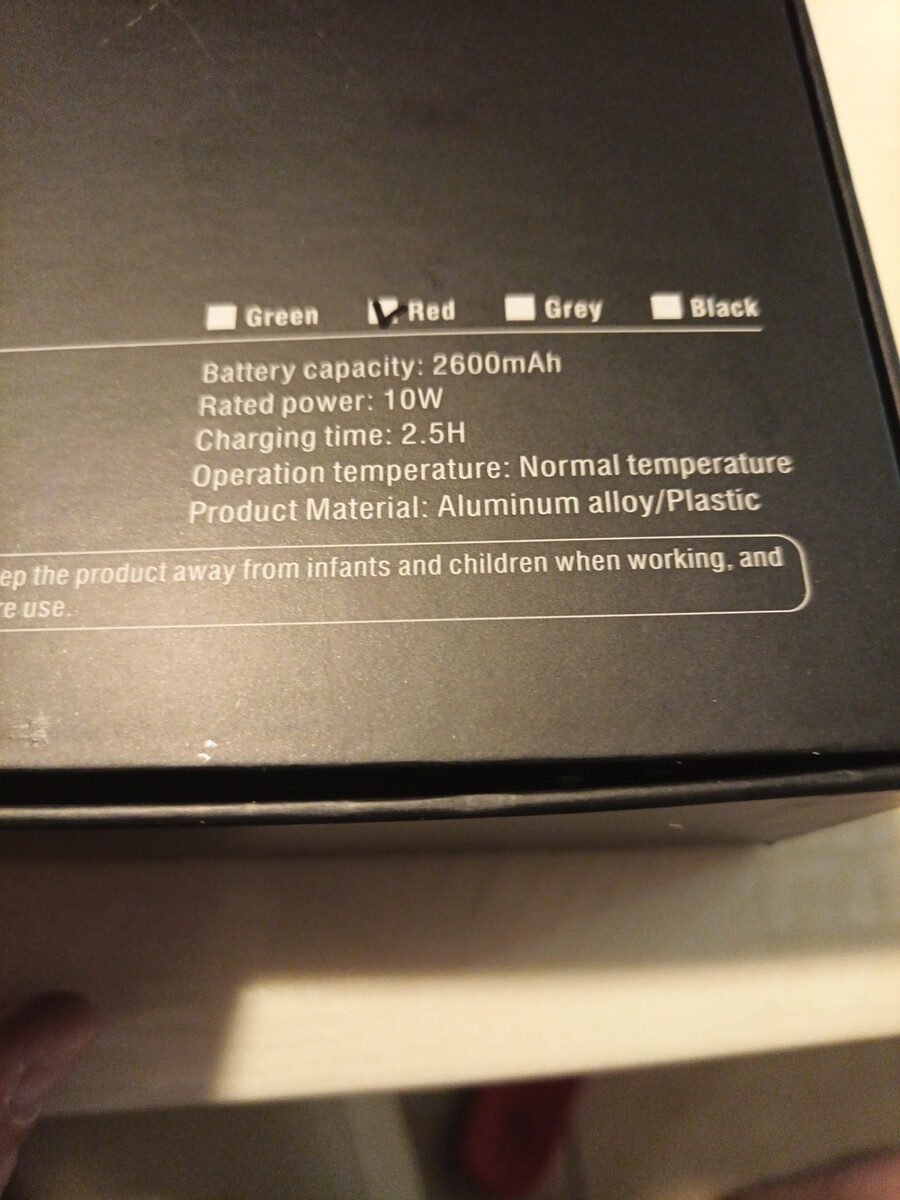 Green Red Grey Black
Battery capacity: 2600mAh
Rated power: 10W
Charging time: 2.5H
Operation temperature: Normal temperature
Product Material: Aluminum alloy/Plastic
ep the product away from infants and children when working, and
re use.